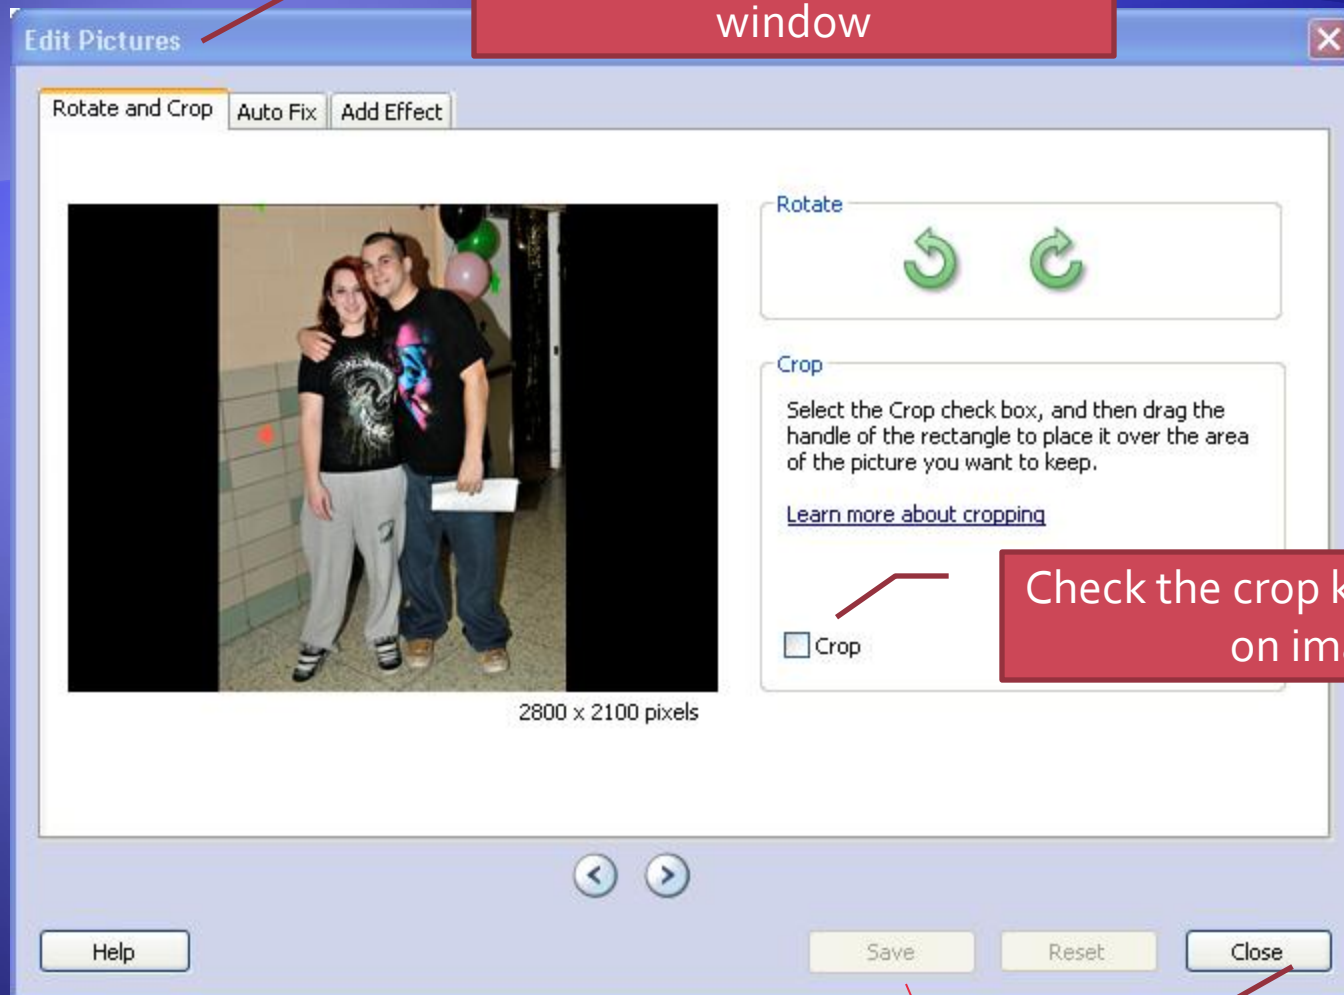 window
Edit Pictures
Rotate and Crop
Auto Fix
Add Effect
Rotate
Crop
Select the Crop check box, and then drag the
handle of the rectangle to place it over the area
of the picture you want to keep.
Learn more about cropping
Check the crop
on
Crop
2800 x 2100 pixels
Help
Save
Reset
Close